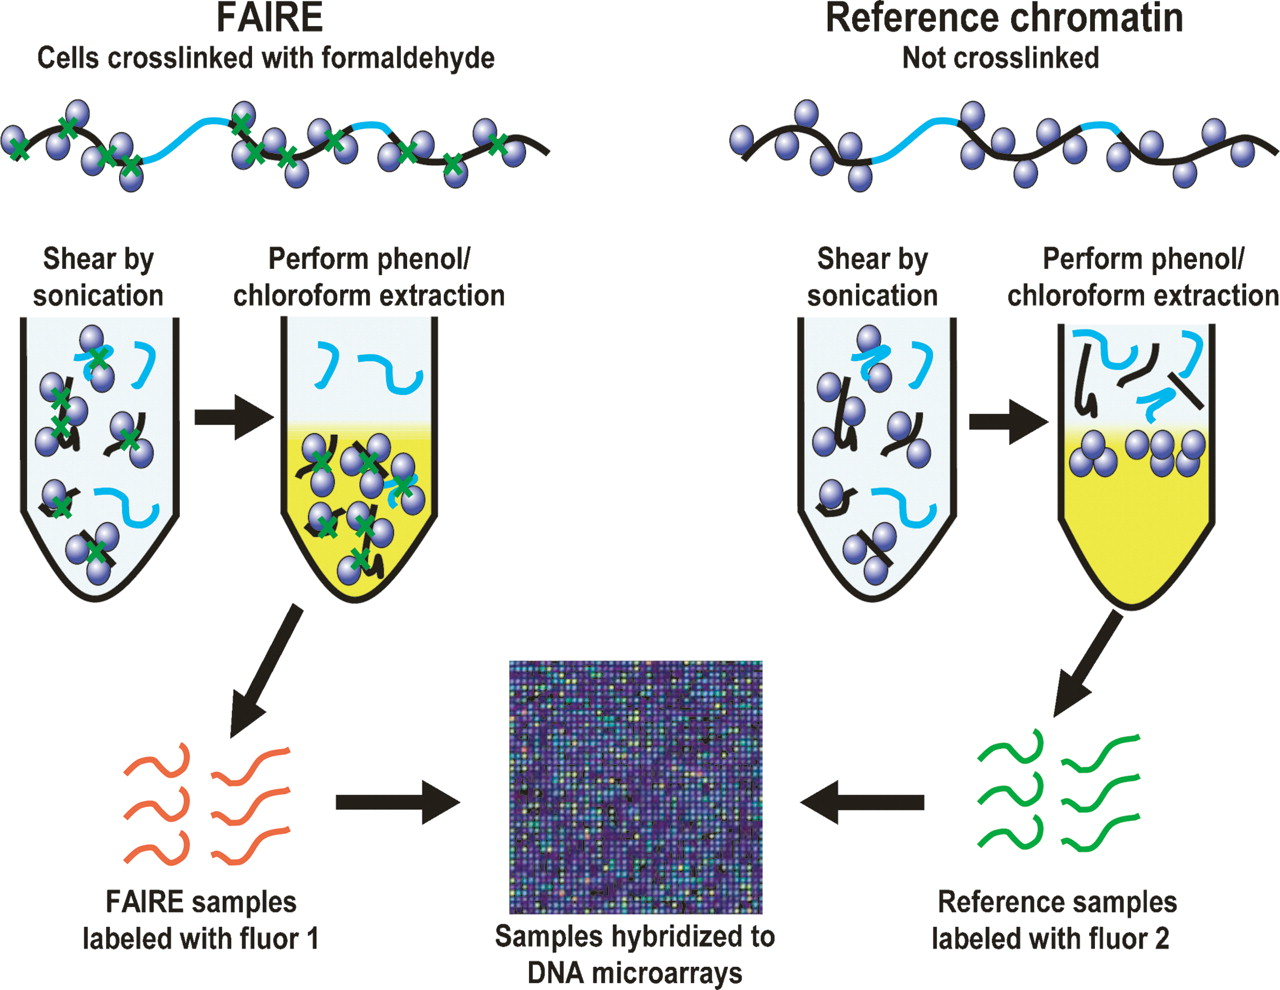 FAIRE
Cells crosslinked with formaldehyde
Reference chromatin
Not crosslinked
Shear by
sonication
Perform phenol/
chloroform extraction
Shear by
sonication
Perform phenol/
chloroform extraction
FAIRE samples
labeled with fluor 1
Samples hybridized to
DNA microarrays
Reference samples
labeled with fluor 2